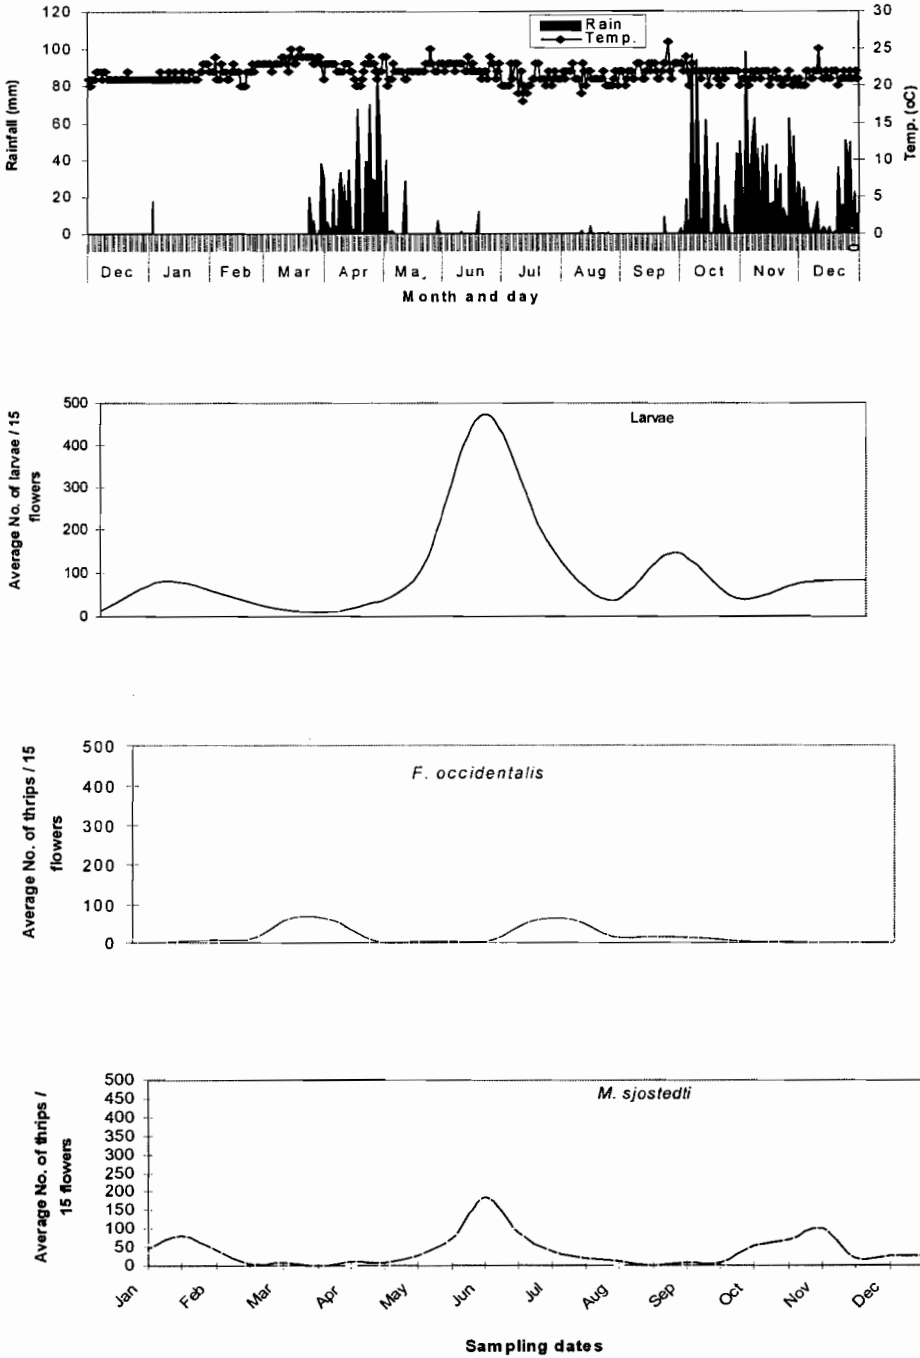 120
100
80
60
40
20
0
Rainfall (mm)
Rain
Temp.
30
25
20
15
10
5
0
Temp. (oC)
Dec Jan Feb Mar Apr Jun Jul Aug Sep Oct Nov Dec
Month and day
500
400
300
200
100
0
Average No. of larvae / 15
flowers
Larvae
500
400
300
200
100
0
Average No. of thrips / 15
flowers
F. occidentalis
500
450
400
350
300
250
200
150
100
50
0
Average No. of thrips /
15 flowers
M. sjostedti
Jan Feb Mar Apr May Jun Jul Aug Sep Oct Nov Dec
Sampling dates